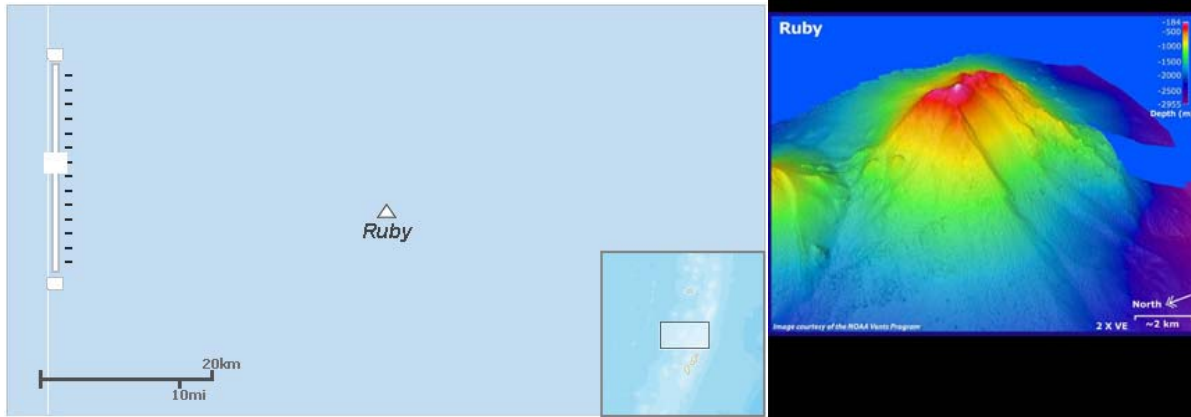 Ruby
20km
10mi
Ruby
-184
-500
-1000
-1500
-2000
-2500
-2955
Depth (m
North
~2 km
2 X VE
Image courtesy of the NOAA Vents Program